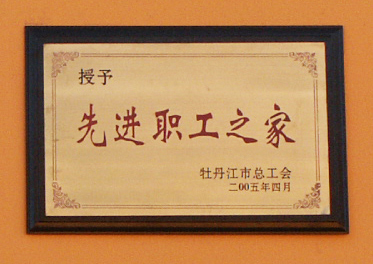 授予
先进职工之家
牡丹江市总工会
二00五年四月